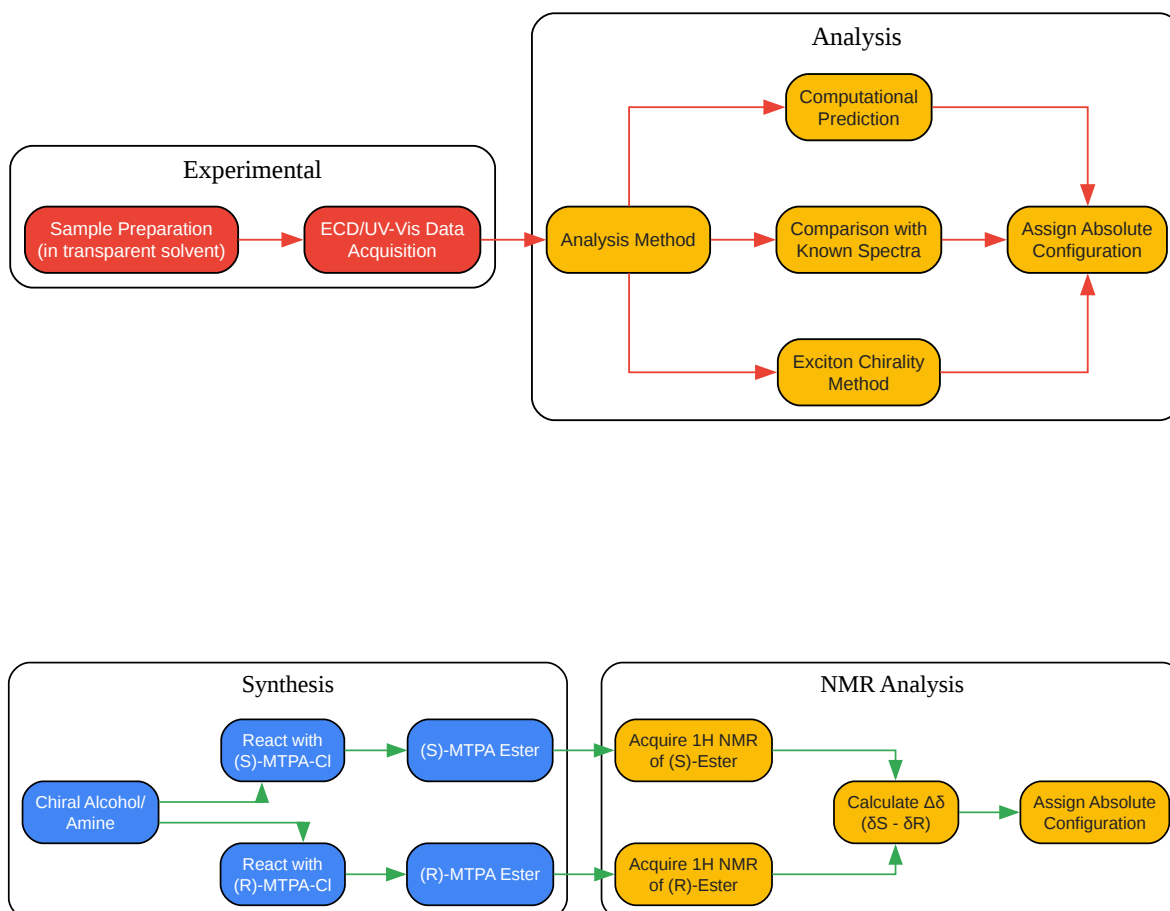 Analysis
Computational
Prediction
Experimental
Sample Preparation
(in transparent solvent)
ECD/UV-Vis Data
Acquisition
Analysis Method
Comparison with
Known Spectra
Assign Absolute
Configuration
Exciton Chirality
Method
Synthesis
NMR Analysis
React with
(S)-MTPA-Cl
(S)-MTPA Ester
Acquire 1H NMR
of (S)-Ester
Chiral Alcohol/
Amine
Calculate Δδ
(δS - δR)
Assign Absolute
Configuration
React with
(R)-MTPA-Cl
(R)-MTPA Ester
Acquire 1H NMR
of (R)-Ester